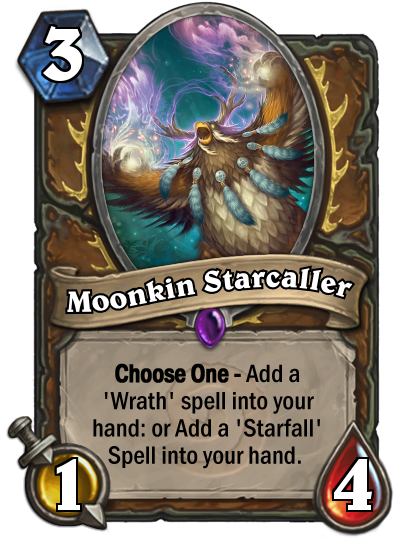 3
Moonkin Starcaller
Choose One - Add a
'Wrath' spell into your
hand: or Add a 'Starfall'
Spell into your hand.
1
4